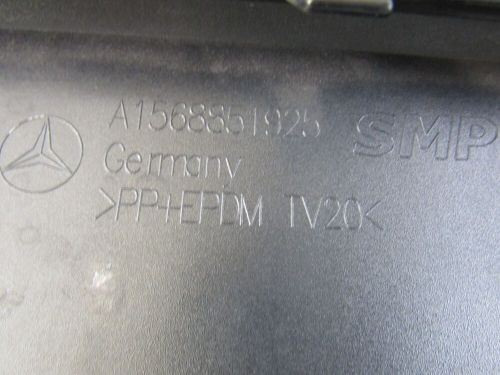 A1568851925 SMP
Germany
>PP+EPDM TV20<